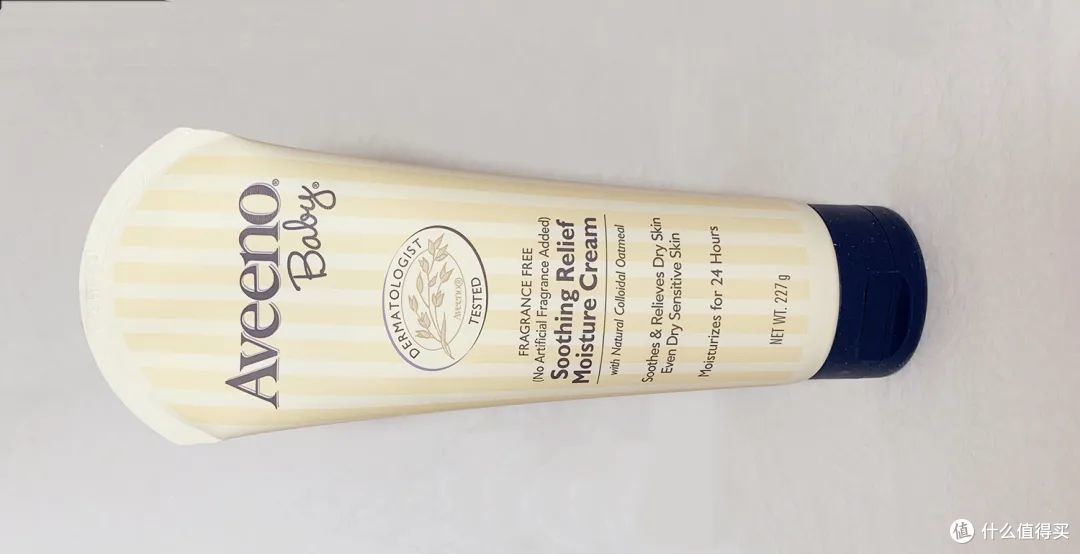 Aveeno®
Baby®
DERMATOLOGIST
Aveeno®
TESTED
FRAGRANCE FREE
(No Artificial Fragrance Added)
Soothing Relief
Moisture Cream
with Natural Colloidal Oatmeal
Soothes & Relieves Dry Skin
Even Dry Sensitive Skin
Moisturizes for 24 Hours
NET WT. 227 g
值 什么值得买